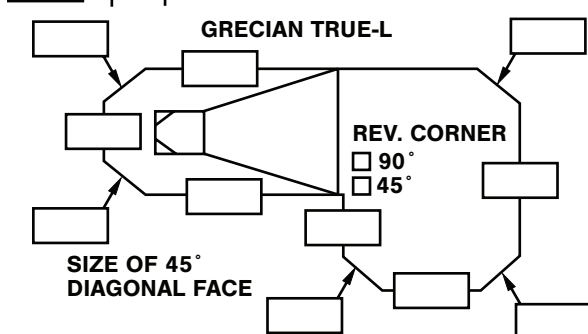 GRECIAN TRUE-L
REV. CORNER
☐ 90°
☐ 45°
SIZE OF 45°
DIAGONAL FACE